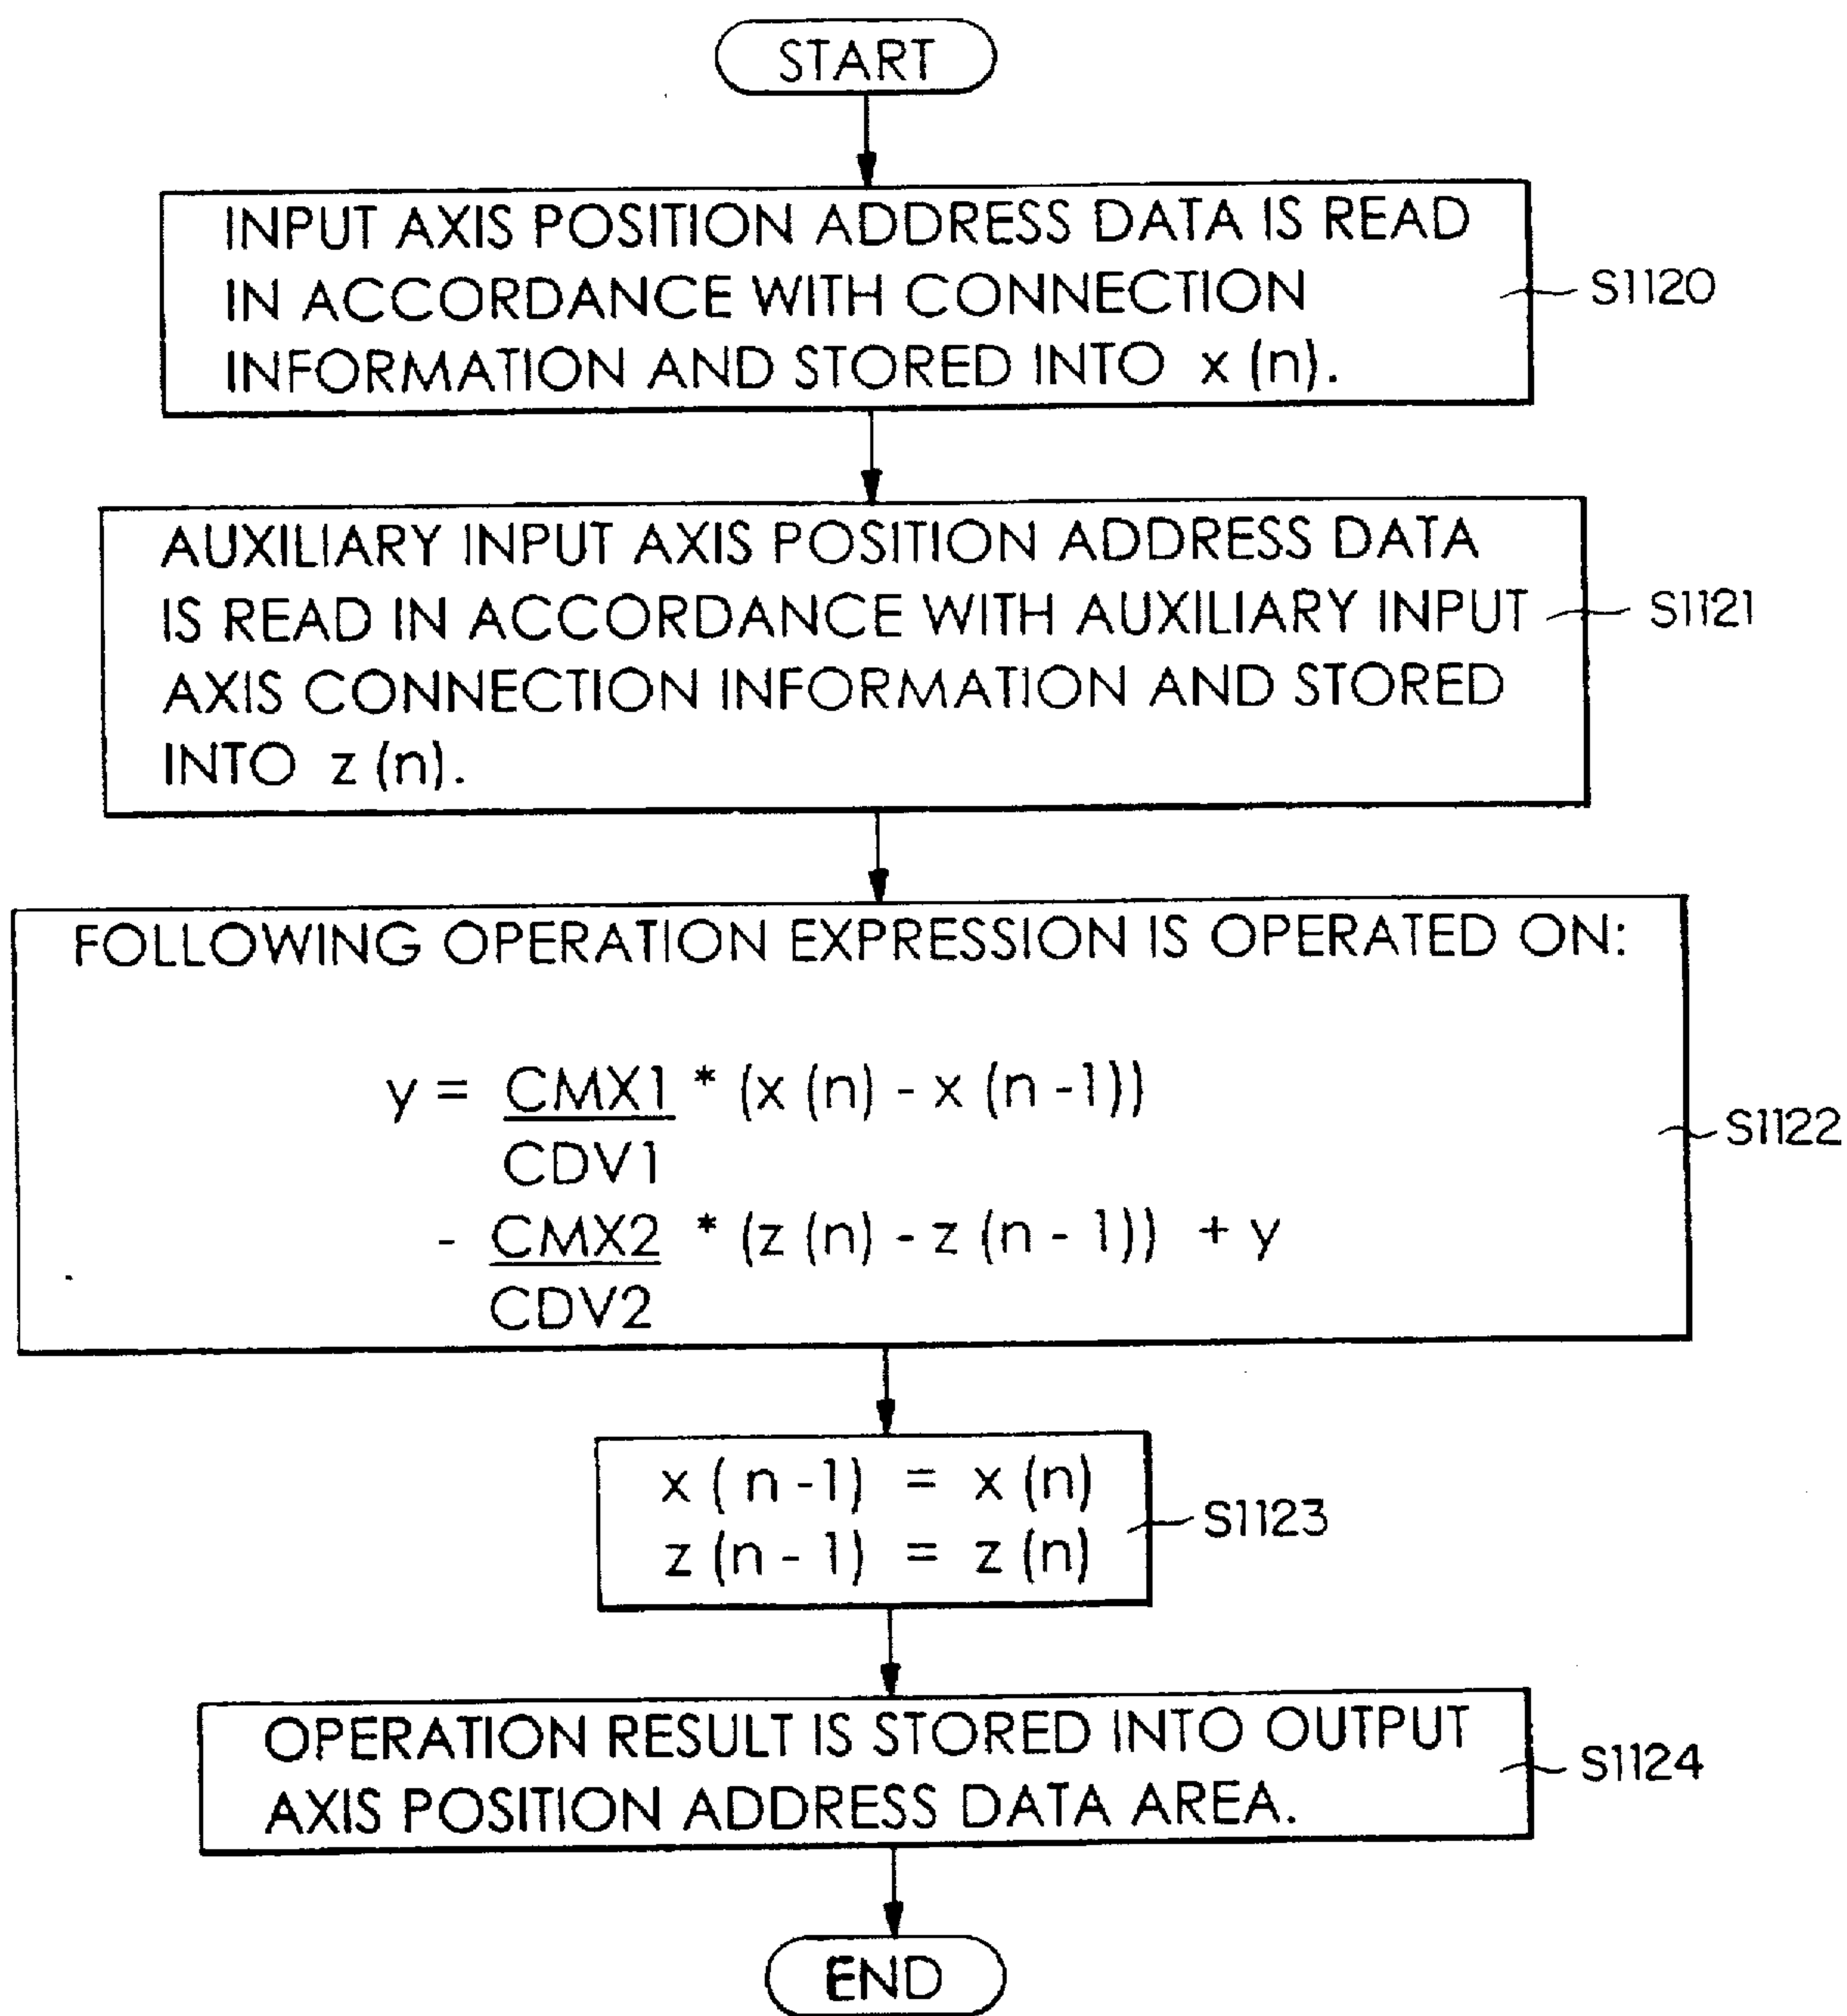 START
INPUT AXIS POSITION ADDRESS DATA IS READ
IN ACCORDANCE WITH CONNECTION
INFORMATION AND STORED INTO x (n).
S1120
AUXILIARY INPUT AXIS POSITION ADDRESS DATA
IS READ IN ACCORDANCE WITH AUXILIARY INPUT
AXIS CONNECTION INFORMATION AND STORED
INTO z (n).
S1121
FOLLOWING OPERATION EXPRESSION IS OPERATED ON:
y = CMX1 * (x (n) - x (n -1))
CDV1
- CMX2 * (z (n) - z (n - 1)) + y
CDV2
S1122
x ( n -1) = x (n)
z (n - 1) = z (n)
S1123
OPERATION RESULT IS STORED INTO OUTPUT
AXIS POSITION ADDRESS DATA AREA.
S1124
END